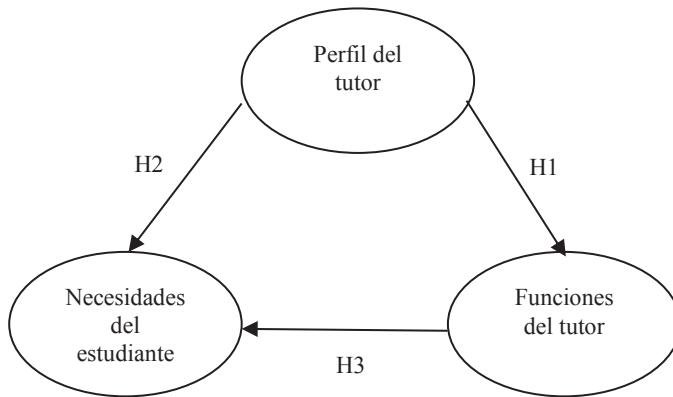 Perfil del
tutor
H2
H1
Necesidades
del
estudiante
Funciones
del tutor
H3